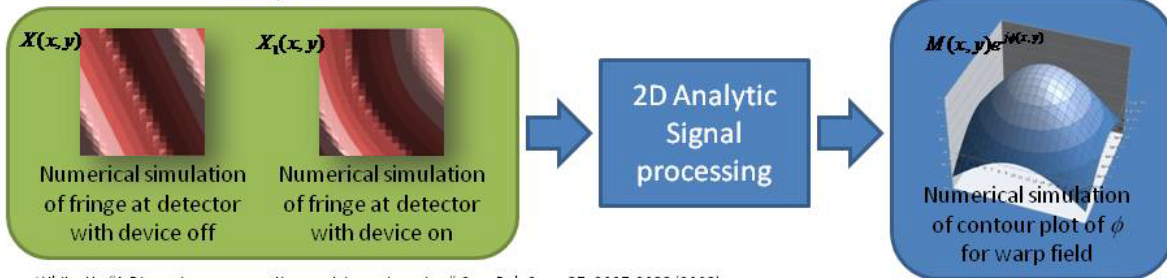 X(x,y)
X₁(x,y)
Numerical simulation
of fringe at detector
with device off
Numerical simulation
of fringe at detector
with device on
2D Analytic
Signal
processing
M(x,y)e^{jφ(x,y)}
Numerical simulation
of contour plot of ϕ
for warp field